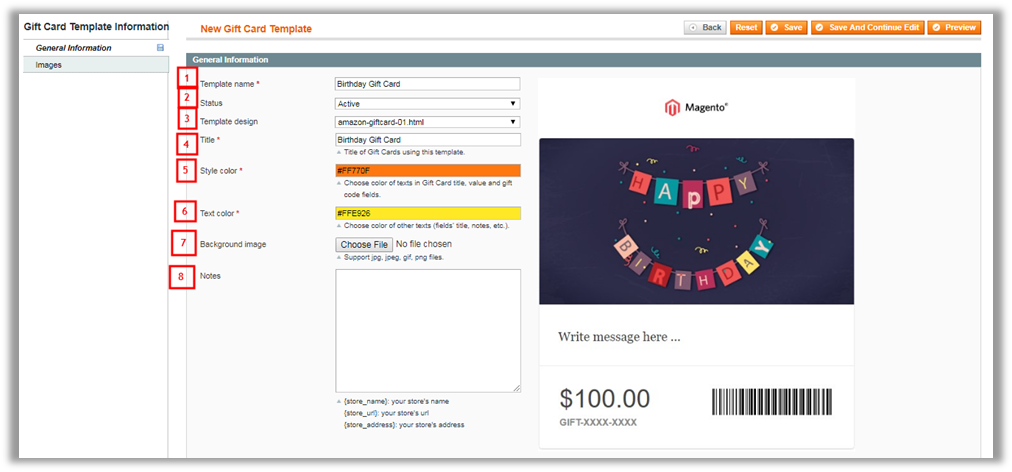 Gift Card Template Information
General Information
Images
New Gift Card Template
Back
Reset
Save
Save And Continue Edit
Preview
General Information
1
Template name *
Birthday Gift Card
2
Status
Active
3
Template design
amazon-giftcard-01.html
4
Title *
Birthday Gift Card
Title of Gift Cards using this template.
5
Style color *
#FF770F
Choose color of texts in Gift Card title, value and gift
code fields.
6
Text color *
#FFE926
Choose color of other texts (fields' title, notes, etc.).
7
Background image
Choose File No file chosen
Support jpg, jpeg, gif, png files.
8
Notes
{store_name}: your store's name
{store_url}: your store's url
{store_address}: your store's address
Magento®
HAPPY
BIRTHDAY
Write message here ...
$100.00
GIFT-XXXX-XXXX